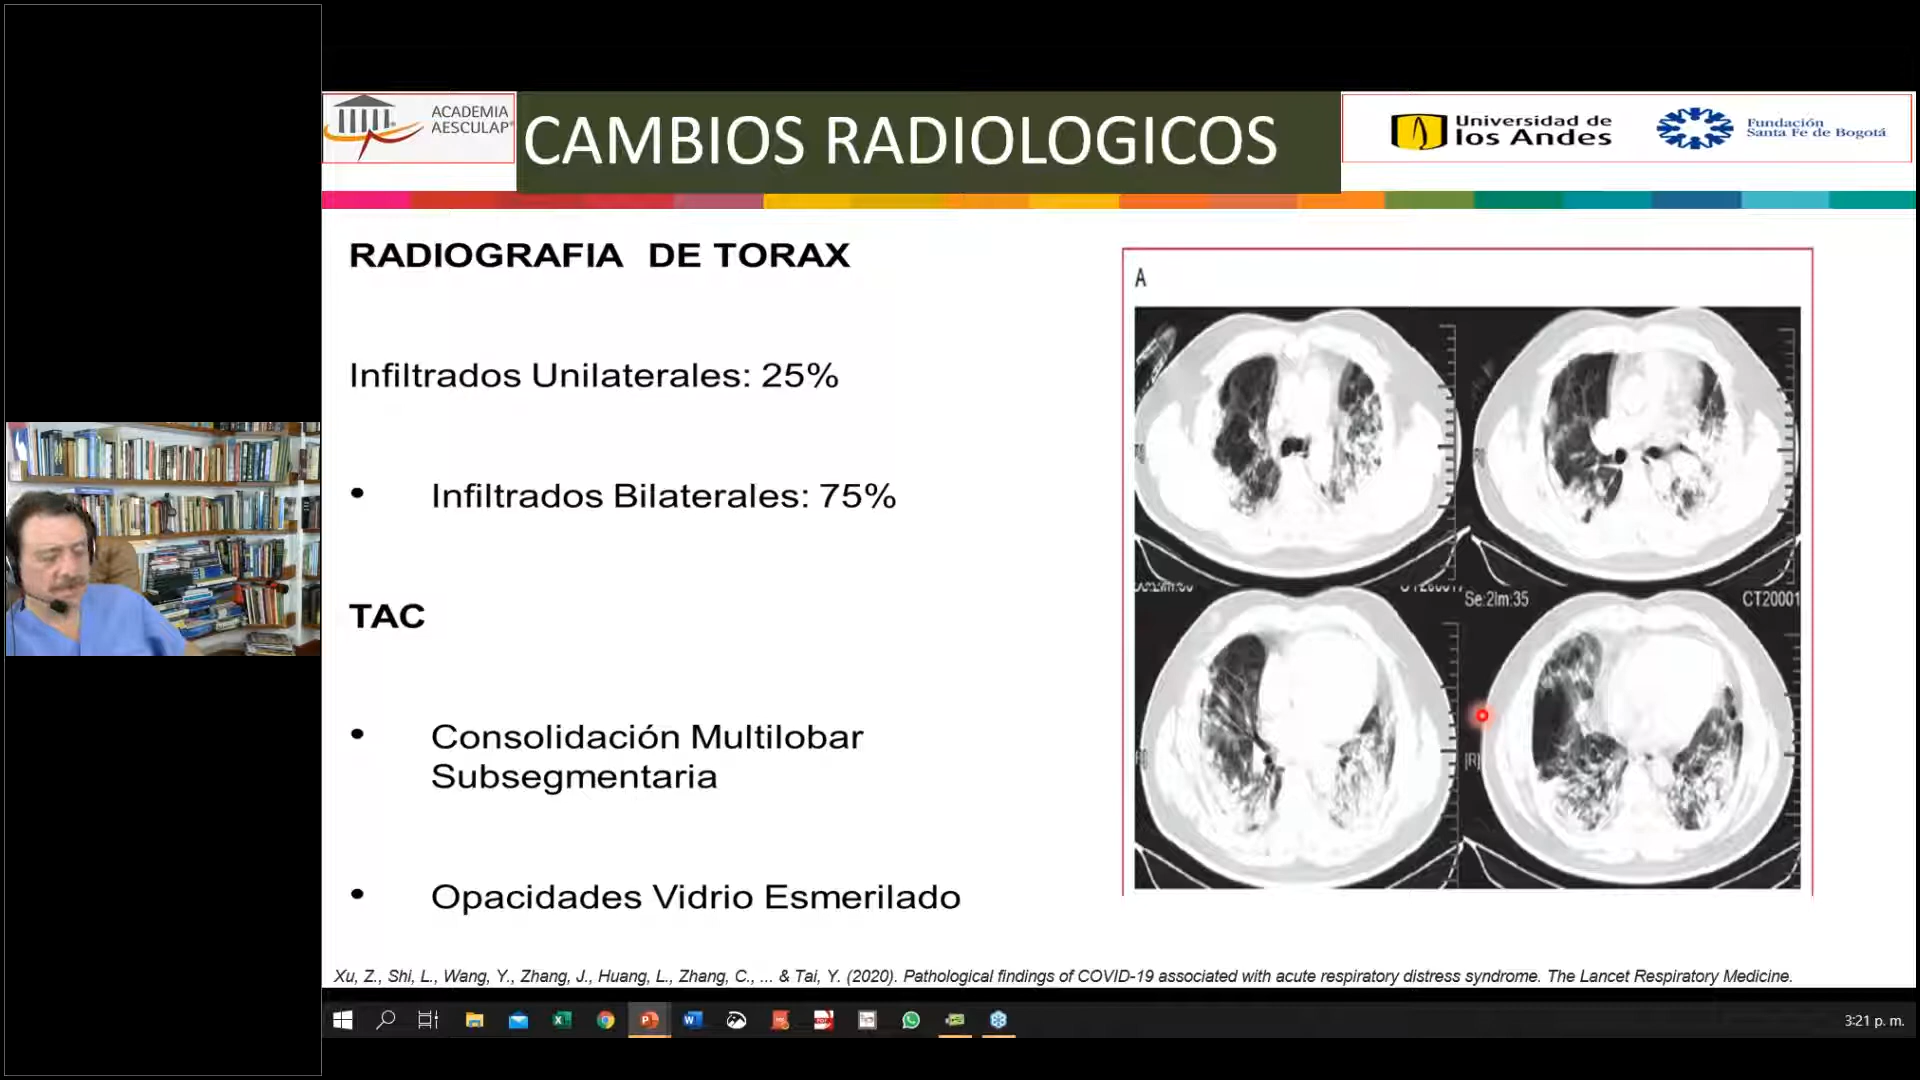 ACADEMIA
AESCULAP®
CAMBIOS RADIOLOGICOS
Universidad de
los Andes
Fundación
Santa Fe de Bogotá
RADIOGRAFIA DE TORAX
Infiltrados Unilaterales: 25%
• Infiltrados Bilaterales: 75%
TAC
• Consolidación Multilobar
Subsegmentaria
• Opacidades Vidrio Esmerilado
A
Se:2Im:35
CT20001
[R]
Xu, Z., Shi, L., Wang, Y., Zhang, J., Huang, L., Zhang, C., ... & Tai, Y. (2020). Pathological findings of COVID-19 associated with acute respiratory distress syndrome. The Lancet Respiratory Medicine.
3:21 p. m.